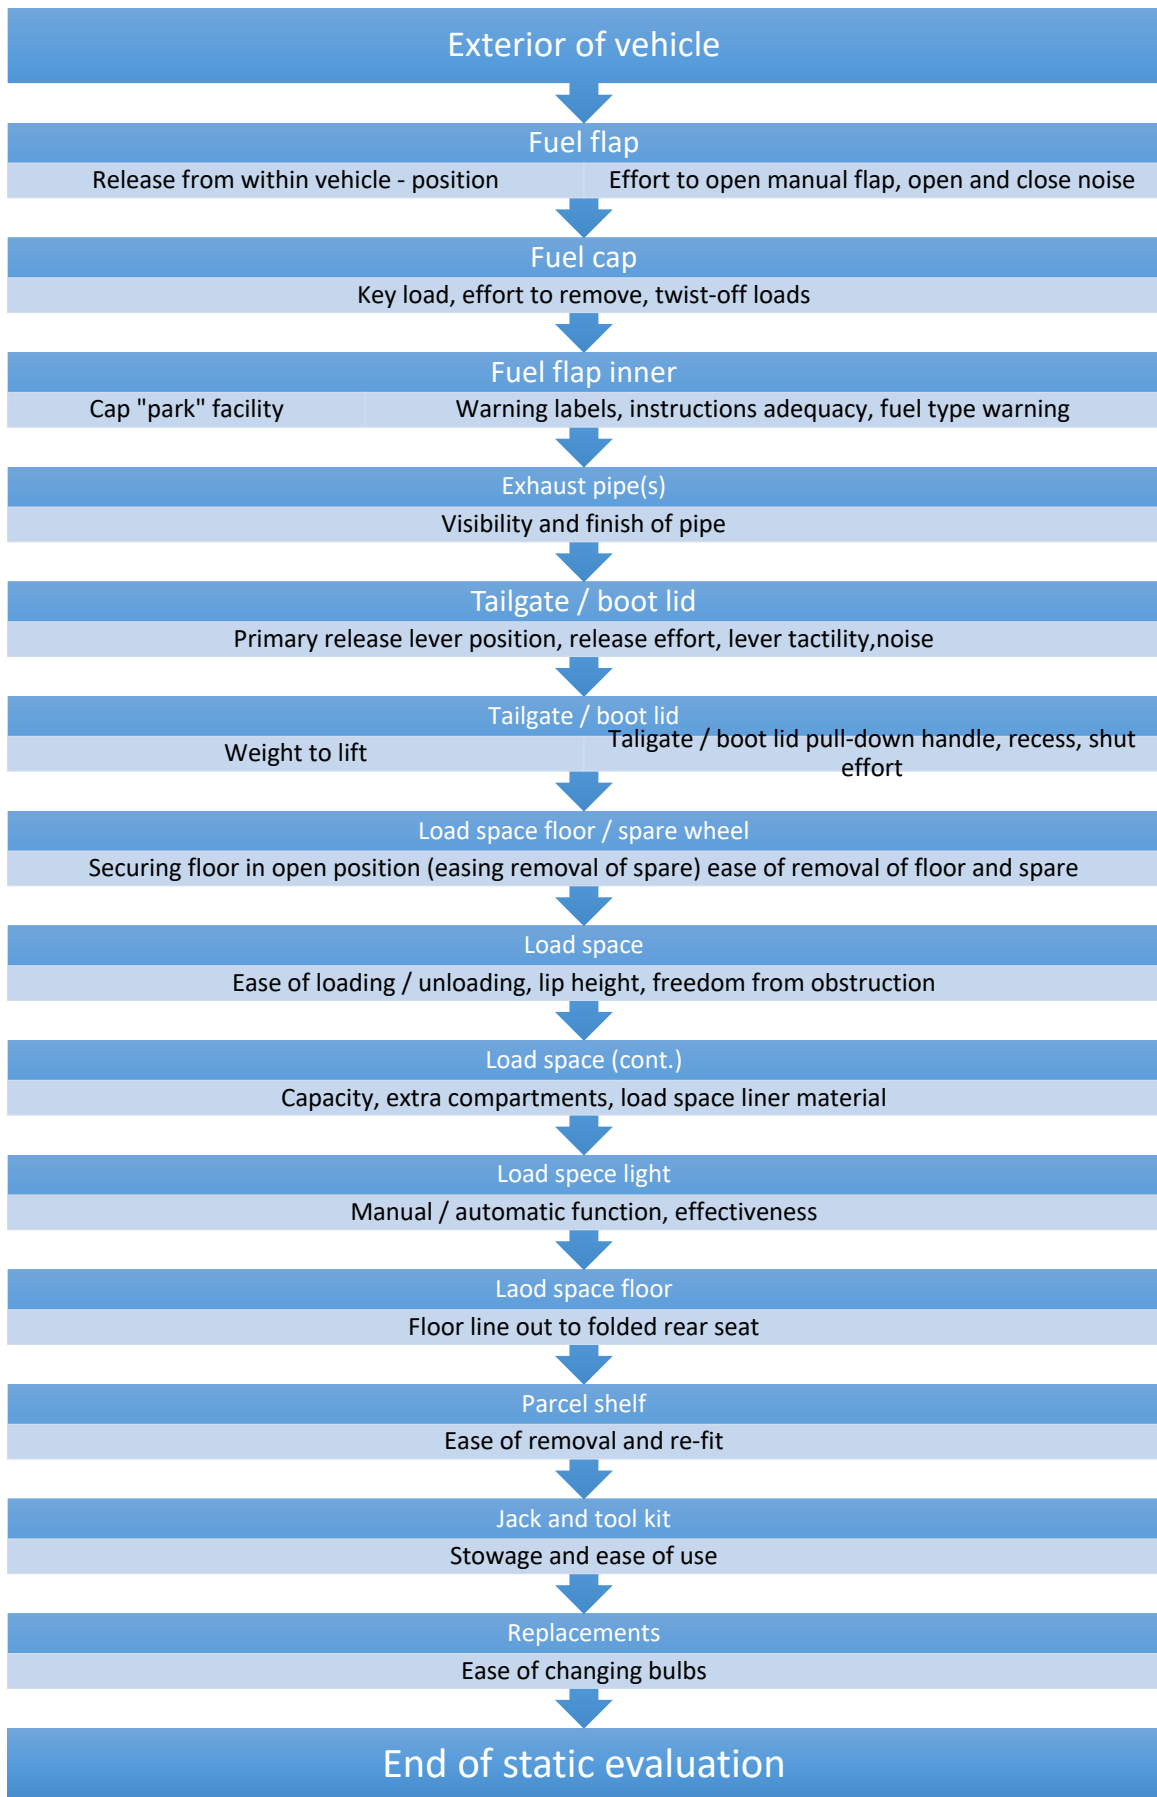 Exterior of vehicle
Fuel flap
Release from within vehicle - position
Effort to open manual flap, open and close noise
Fuel cap
Key load, effort to remove, twist-off loads
Fuel flap inner
Cap "park" facility
Warning labels, instructions adequacy, fuel type warning
Exhaust pipe(s)
Visibility and finish of pipe
Tailgate / boot lid
Primary release lever position, release effort, lever tactility,noise
Tailgate / boot lid
Weight to lift
Taligate / boot lid pull-down handle, recess, shut
effort
Load space floor / spare wheel
Securing floor in open position (easing removal of spare) ease of removal of floor and spare
Load space
Ease of loading / unloading, lip height, freedom from obstruction
Load space (cont.)
Capacity, extra compartments, load space liner material
Load spece light
Manual / automatic function, effectiveness
Laod space floor
Floor line out to folded rear seat
Parcel shelf
Ease of removal and re-fit
Jack and tool kit
Stowage and ease of use
Replacements
Ease of changing bulbs
End of static evaluation